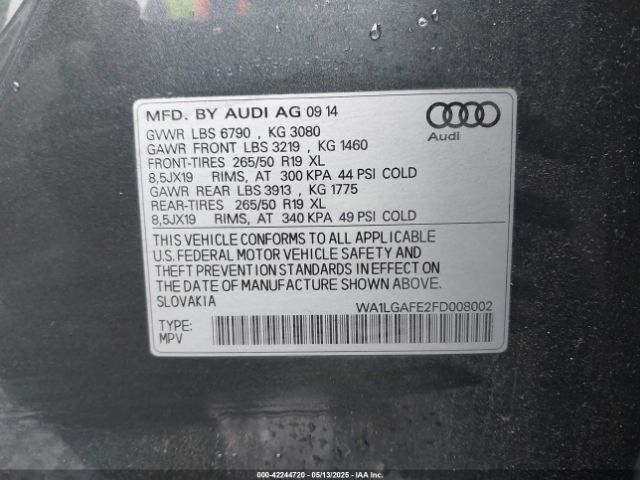 MFD. BY AUDI AG 09 14
GVWR LBS 6790 , KG 3080
GAWR FRONT LBS 3219 , KG 1460
FRONT-TIRES 265/50 R19 XL
8,5JX19 RIMS, AT 300 KPA 44 PSI COLD
GAWR REAR LBS 3913 , KG 1775
REAR-TIRES 265/50 R19 XL
8,5JX19 RIMS, AT 340 KPA 49 PSI COLD
Audi
THIS VEHICLE CONFORMS TO ALL APPLICABLE
U.S. FEDERAL MOTOR VEHICLE SAFETY AND
THEFT PREVENTION STANDARDS IN EFFECT ON
THE DATE OF MANUFACTURE SHOWN ABOVE.
SLOVAKIA
WA1LGAFE2FD008002
TYPE:
MPV
000-42244720 - 05/13/2025 - IAAI